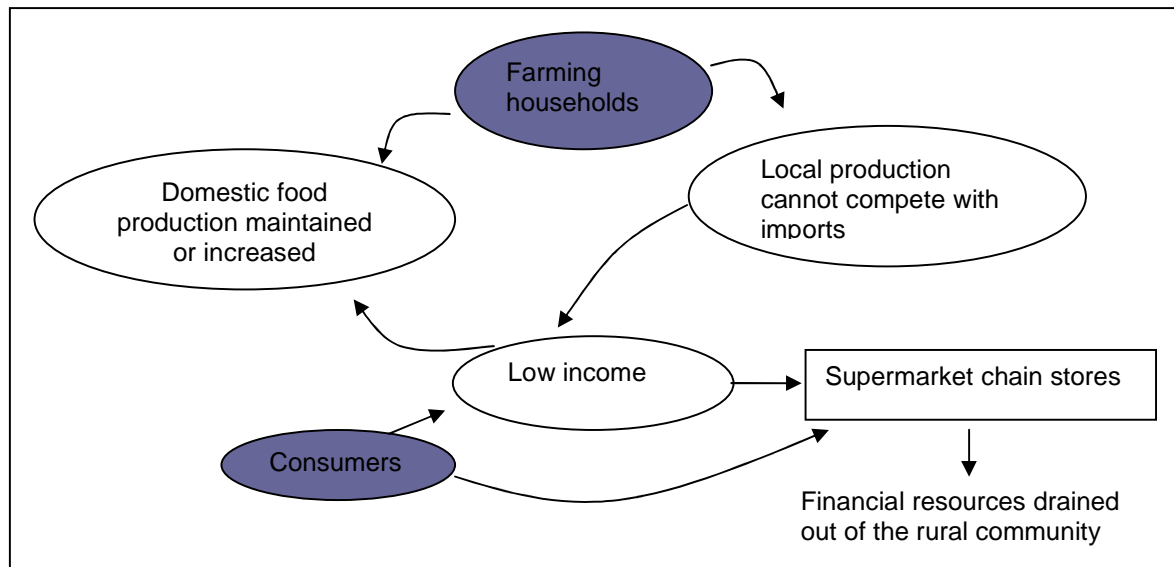 Farming
households
Domestic food
production maintained
or increased
Local production
cannot compete with
imports
Low income
Supermarket chain stores
Consumers
Financial resources drained
out of the rural community